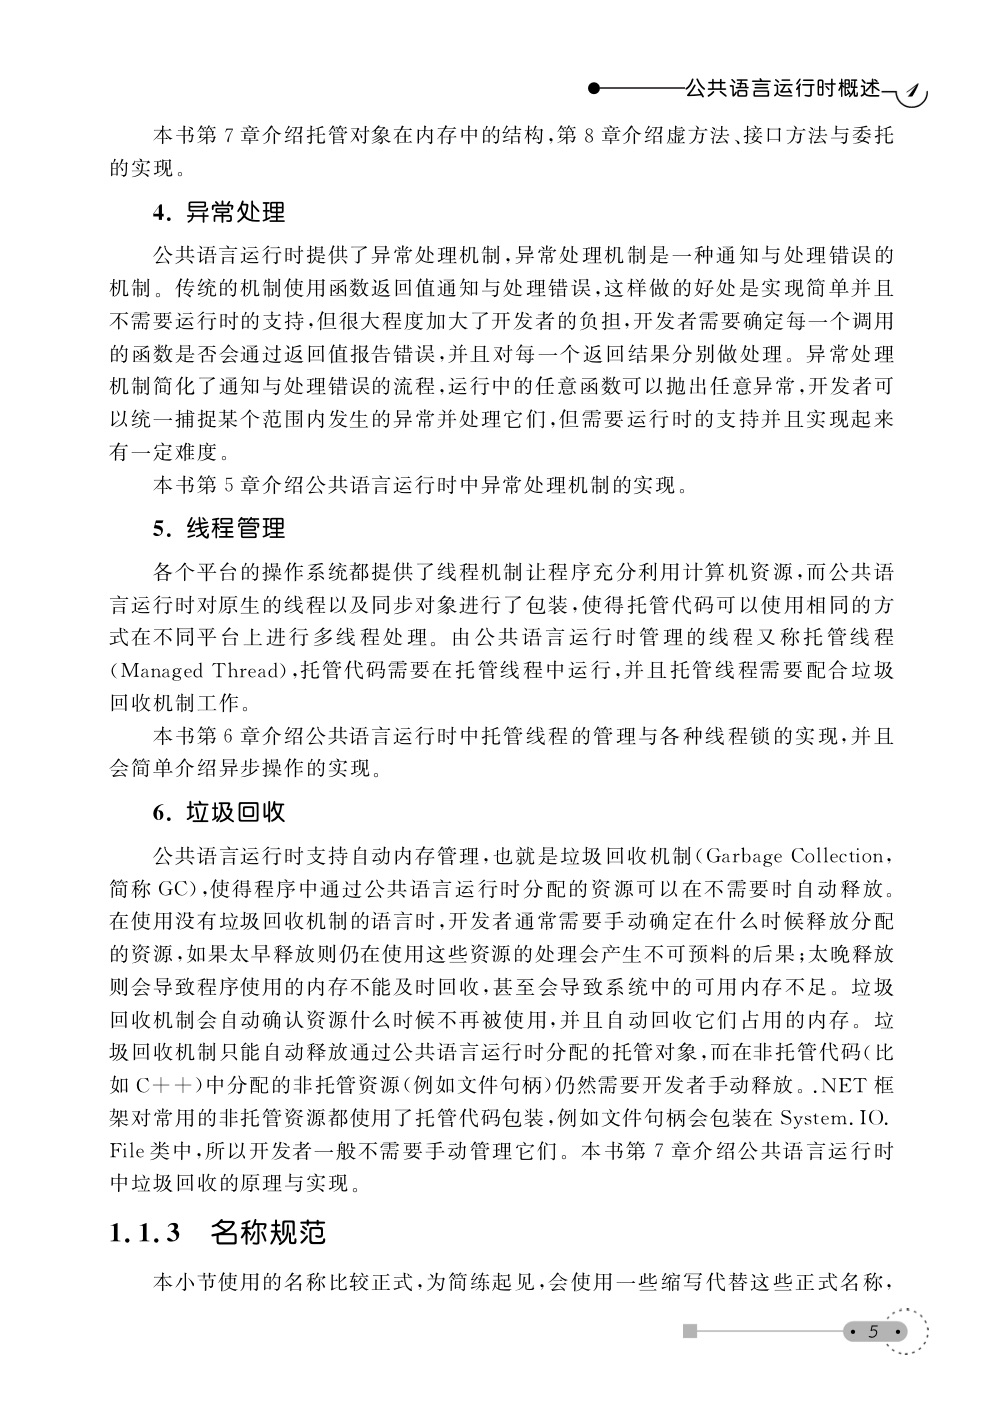 公共语言运行时概述 1
本书第 7 章介绍托管对象在内存中的结构,第 8 章介绍虚方法、接口方法与委托
的实现。
4. 异常处理
公共语言运行时提供了异常处理机制,异常处理机制是一种通知与处理错误的
机制。传统的机制使用函数返回值通知与处理错误,这样做的好处是实现简单并且
不需要运行时的支持,但很大程度加大了开发者的负担,开发者需要确定每一个调用
的函数是否会通过返回值报告错误,并且对每一个返回结果分别做处理。异常处理
机制简化了通知与处理错误的流程,运行中的任意函数可以抛出任意异常,开发者可
以统一捕捉某个范围内发生的异常并处理它们,但需要运行时的支持并且实现起来
有一定难度。
本书第 5 章介绍公共语言运行时中异常处理机制的实现。
5. 线程管理
各个平台的操作系统都提供了线程机制让程序充分利用计算机资源,而公共语
言运行时对原生的线程以及同步对象进行了包装,使得托管代码可以使用相同的方
式在不同平台上进行多线程处理。由公共语言运行时管理的线程又称托管线程
(Managed Thread),托管代码需要在托管线程中运行,并且托管线程需要配合垃圾
回收机制工作。
本书第 6 章介绍公共语言运行时中托管线程的管理与各种线程锁的实现,并且
会简单介绍异步操作的实现。
6. 垃圾回收
公共语言运行时支持自动内存管理,也就是垃圾回收机制(Garbage Collection,
简称 GC),使得程序中通过公共语言运行时分配的资源可以在不需要时自动释放。
在使用没有垃圾回收机制的语言时,开发者通常需要手动确定在什么时候释放分配
的资源,如果太早释放则仍在使用这些资源的处理会产生不可预料的后果;太晚释放
则会导致程序使用的内存不能及时回收,甚至会导致系统中的可用内存不足。垃圾
回收机制会自动确认资源什么时候不再被使用,并且自动回收它们占用的内存。垃
圾回收机制只能自动释放通过公共语言运行时分配的托管对象,而在非托管代码(比
如 C++)中分配的非托管资源(例如文件句柄)仍然需要开发者手动释放。.NET 框
架对常用的非托管资源都使用了托管代码包装,例如文件句柄会包装在 System.IO.
File 类中,所以开发者一般不需要手动管理它们。本书第 7 章介绍公共语言运行时
中垃圾回收的原理与实现。
1.1.3 名称规范
本小节使用的名称比较正式,为简练起见,会使用一些缩写代替这些正式名称,
• 5 •